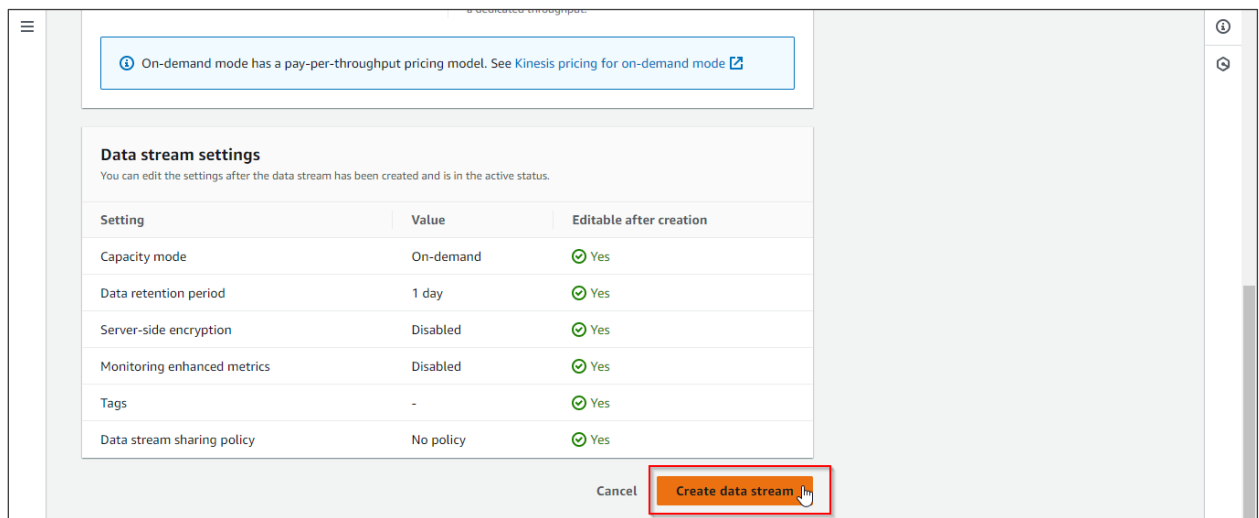 a dedicated throughput.
On-demand mode has a pay-per-throughput pricing model. See Kinesis pricing for on-demand mode
Data stream settings
You can edit the settings after the data stream has been created and is in the active status.
Setting Value Editable after creation
Capacity mode On-demand Yes
Data retention period 1 day Yes
Server-side encryption Disabled Yes
Monitoring enhanced metrics Disabled Yes
Tags - Yes
Data stream sharing policy No policy Yes
Cancel Create data stream